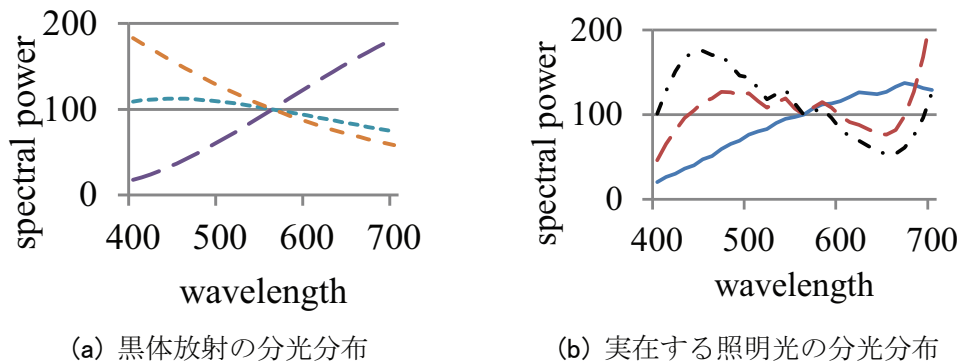 200
100
0
400 500 600 700
spectral power
wavelength
(a) 黒体放射の分光分布
200
100
0
400 500 600 700
spectral power
wavelength
(b) 実在する照明光の分光分布